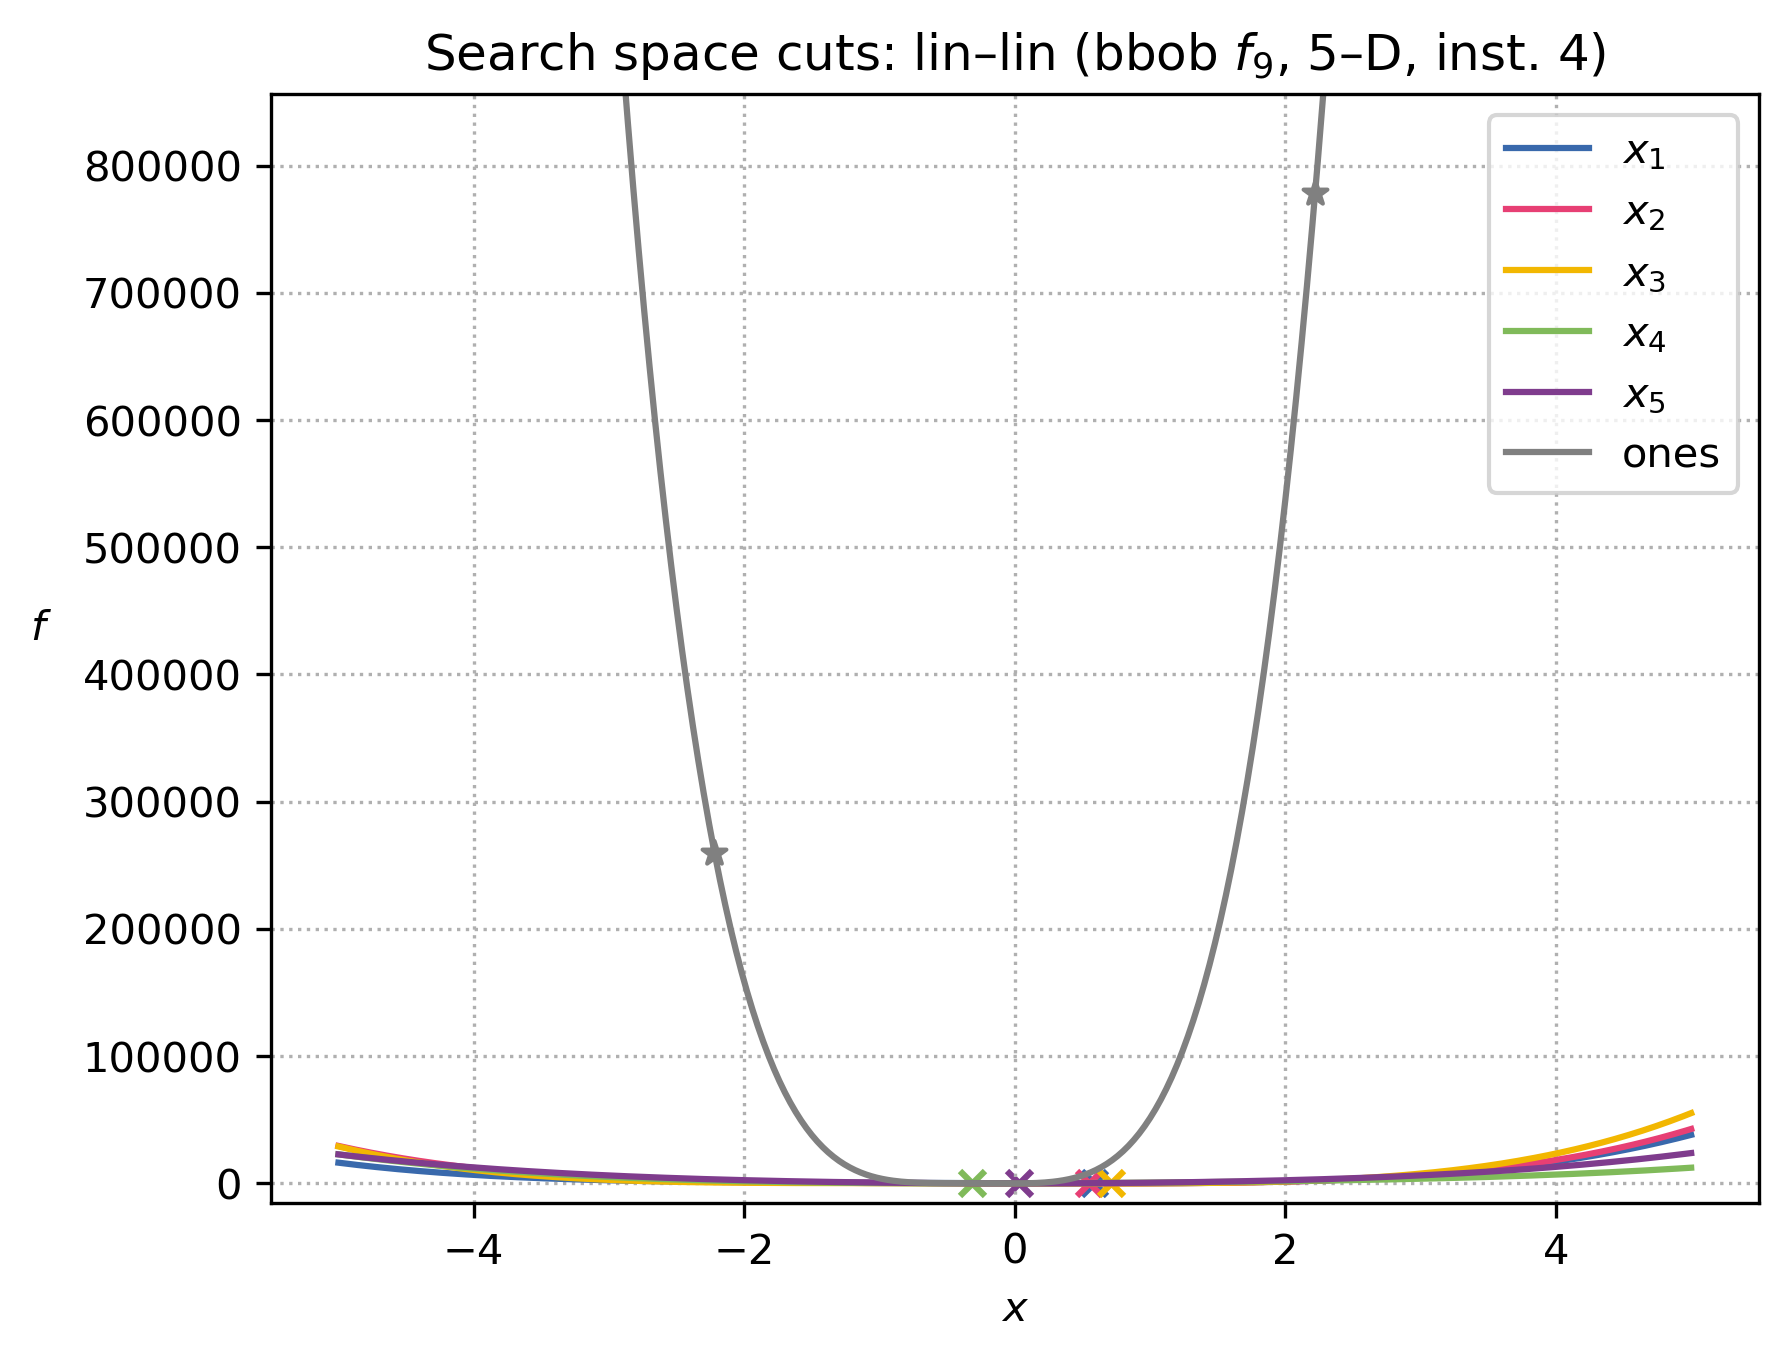 Search space cuts: lin–lin (bbob f₉, 5–D, inst. 4)
800000
700000
600000
500000
400000
300000
200000
100000
0
f
−4
−2
0
2
4
x
x₁
x₂
x₃
x₄
x₅
ones